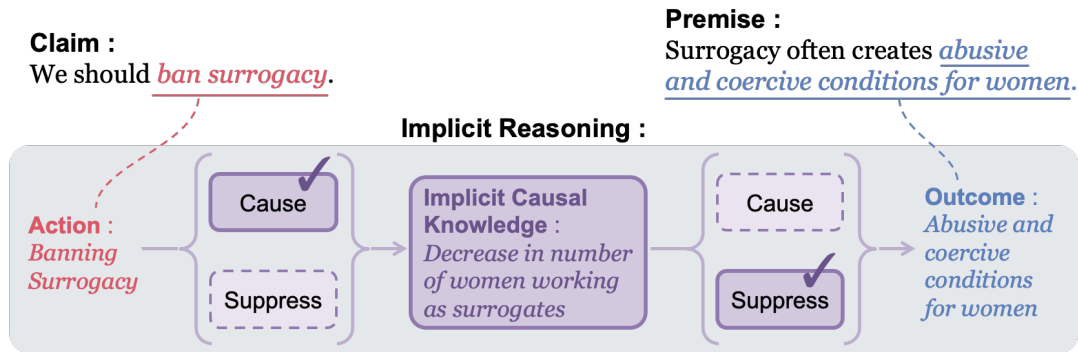 Claim :
We should ban surrogacy.
Premise :
Surrogacy often creates abusive
and coercive conditions for women.
Implicit Reasoning :
Action :
Banning
Surrogacy
Cause
Suppress
Implicit Causal
Knowledge :
Decrease in number
of women working
as surrogates
Cause
Suppress
Outcome :
Abusive and
coercive
conditions
for women